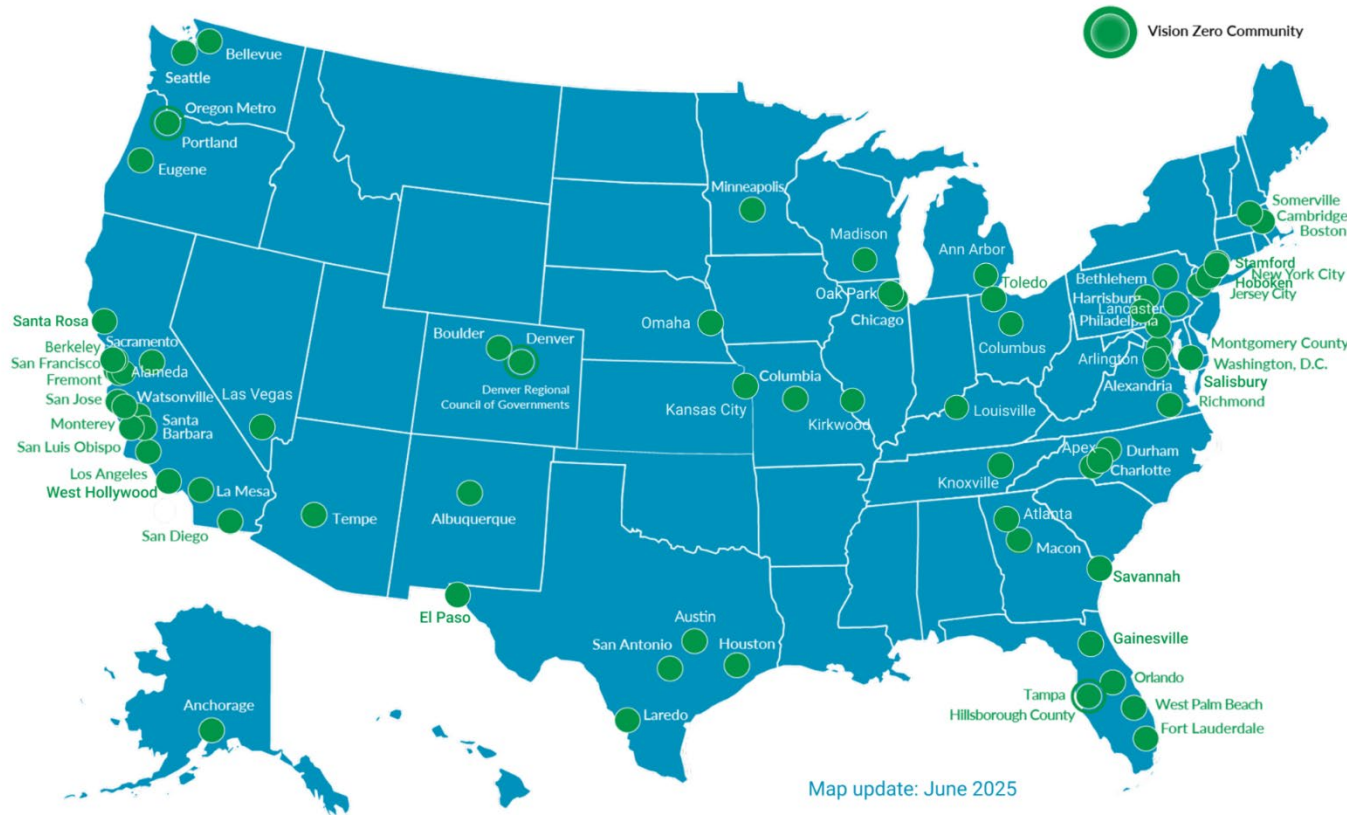 Vision Zero Community
Bellevue
Seattle
Oregon Metro
Portland
Eugene
Minneapolis
Madison
Ann Arbor
Toledo
Oak Park
Chicago
Columbus
Somerville
Cambridge
Boston
Stamford
New York City
Hoboken
Jersey City
Bethlehem
Harrisburg
Lancaster
Philadelphia
Montgomery County
Arlington
Washington, D.C.
Alexandria
Salisbury
Richmond
Santa Rosa
Sacramento
Berkeley
San Francisco
Alameda
Fremont
San Jose
Watsonville
Monterey
Santa
Barbara
San Luis Obispo
Los Angeles
West Hollywood
La Mesa
San Diego
Las Vegas
Tempe
Boulder
Denver
Denver Regional
Council of Governments
Albuquerque
Omaha
Kansas City
Columbia
Kirkwood
Louisville
Knoxville
Apex
Durham
Charlotte
Atlanta
Macon
Savannah
El Paso
Austin
San Antonio
Houston
Laredo
Gainesville
Orlando
Tampa
Hillsborough County
West Palm Beach
Fort Lauderdale
Anchorage
Map update: June 2025